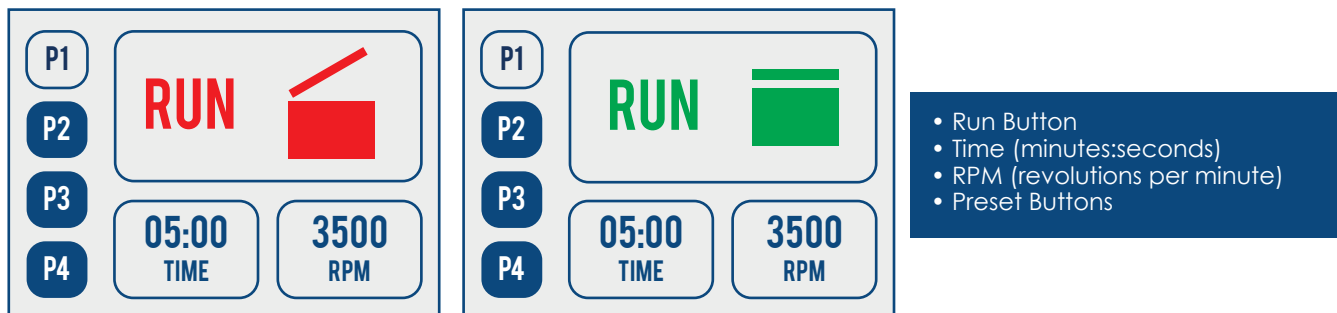 P1
RUN
P2
P3
P4
05:00
TIME
3500
RPM
P1
RUN
P2
P3
P4
05:00
TIME
3500
RPM
• Run Button
• Time (minutes:seconds)
• RPM (revolutions per minute)
• Preset Buttons